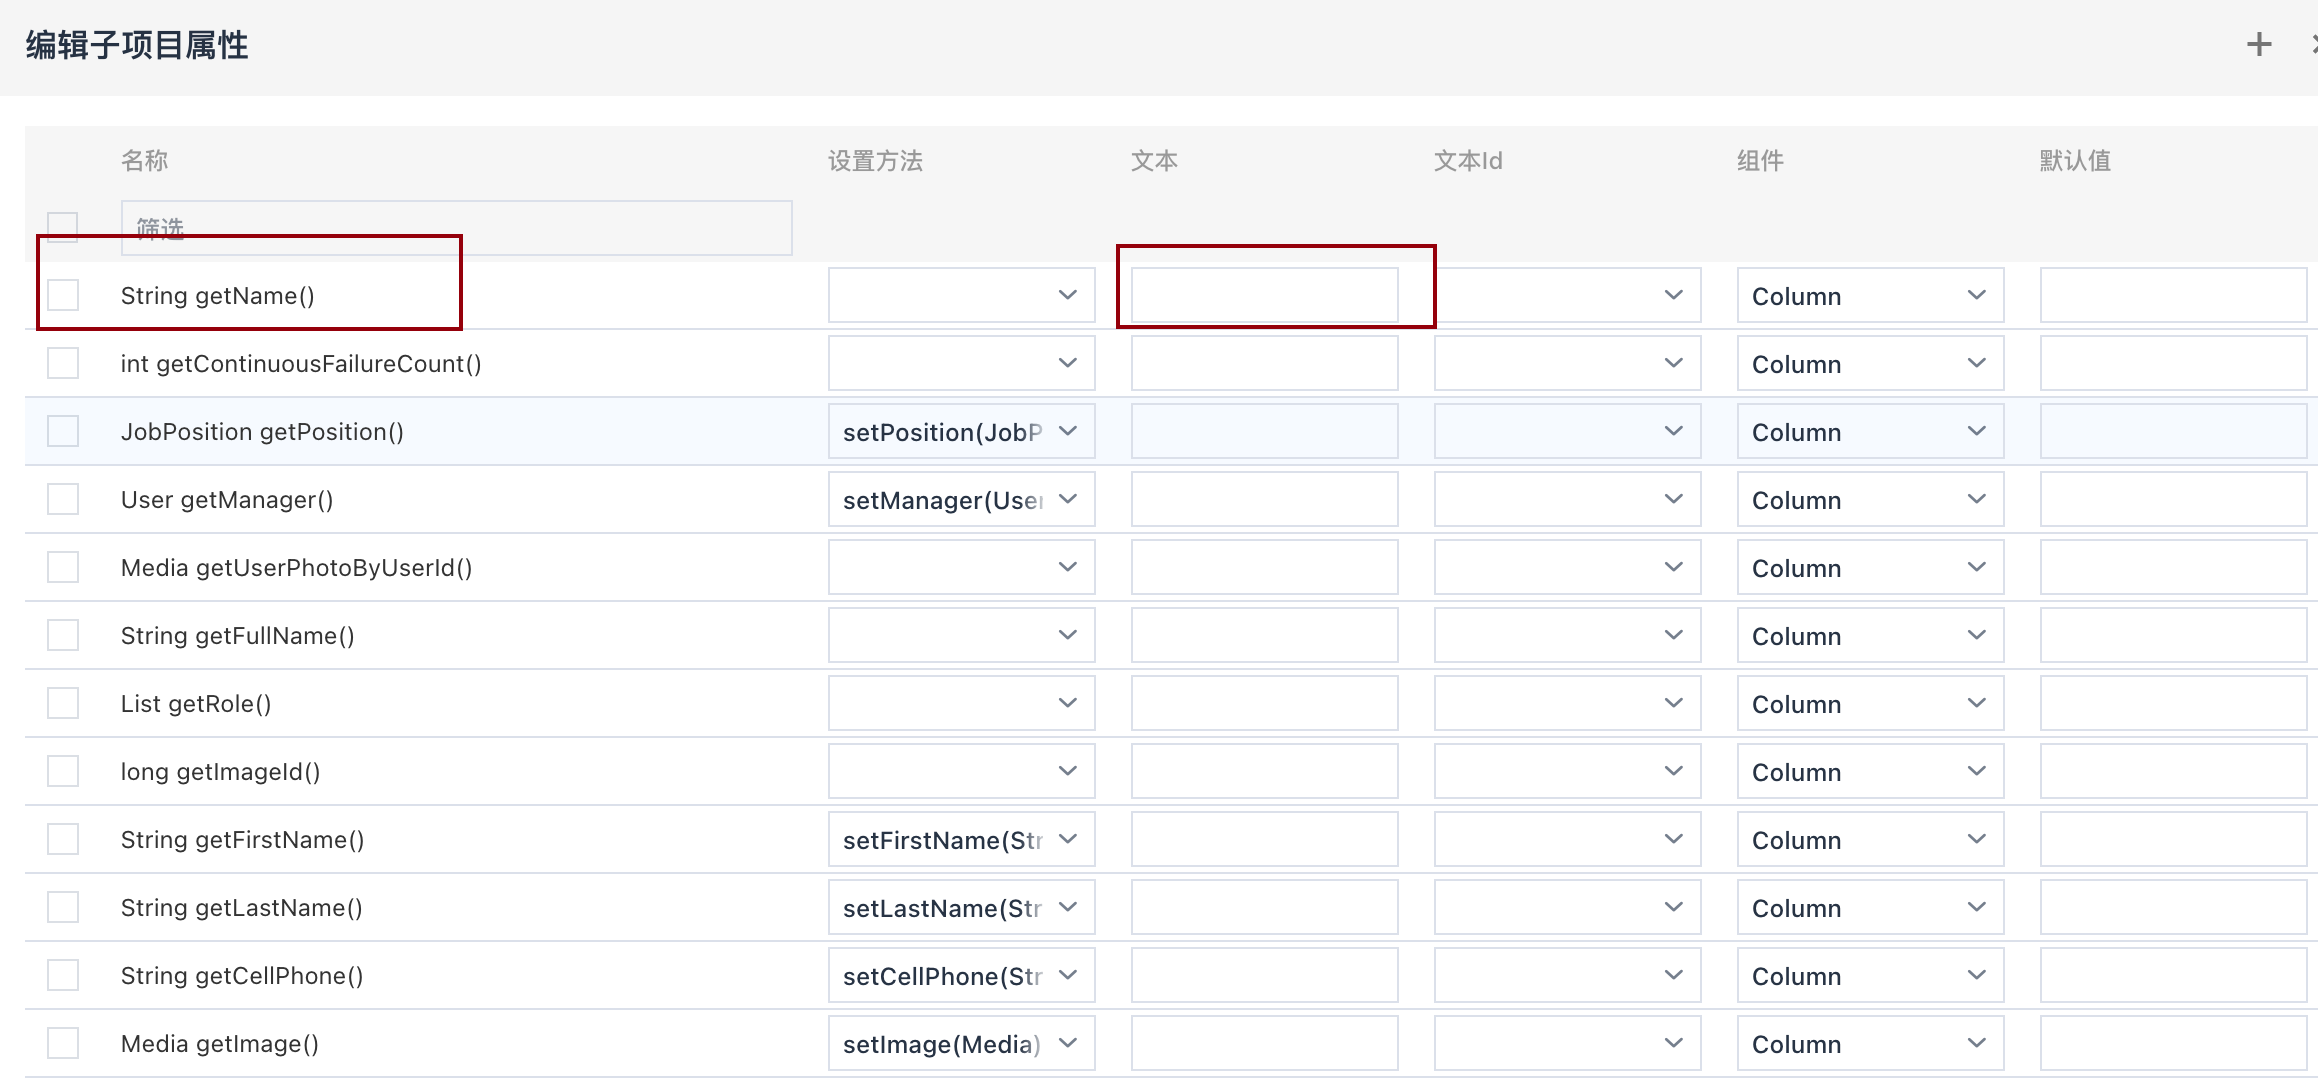 编辑子项目属性
名称 设置方法 文本 文本Id 组件 默认值
筛选
String getName() Column
int getContinuousFailureCount() Column
JobPosition getPosition() setPosition(JobP Column
User getManager() setManager(User Column
Media getUserPhotoByUserId() Column
String getFullName() Column
List getRole() Column
long getImageId() Column
String getFirstName() setFirstName(Str Column
String getLastName() setLastName(Str Column
String getCellPhone() setCellPhone(Str Column
Media getImage() setImage(Media) Column